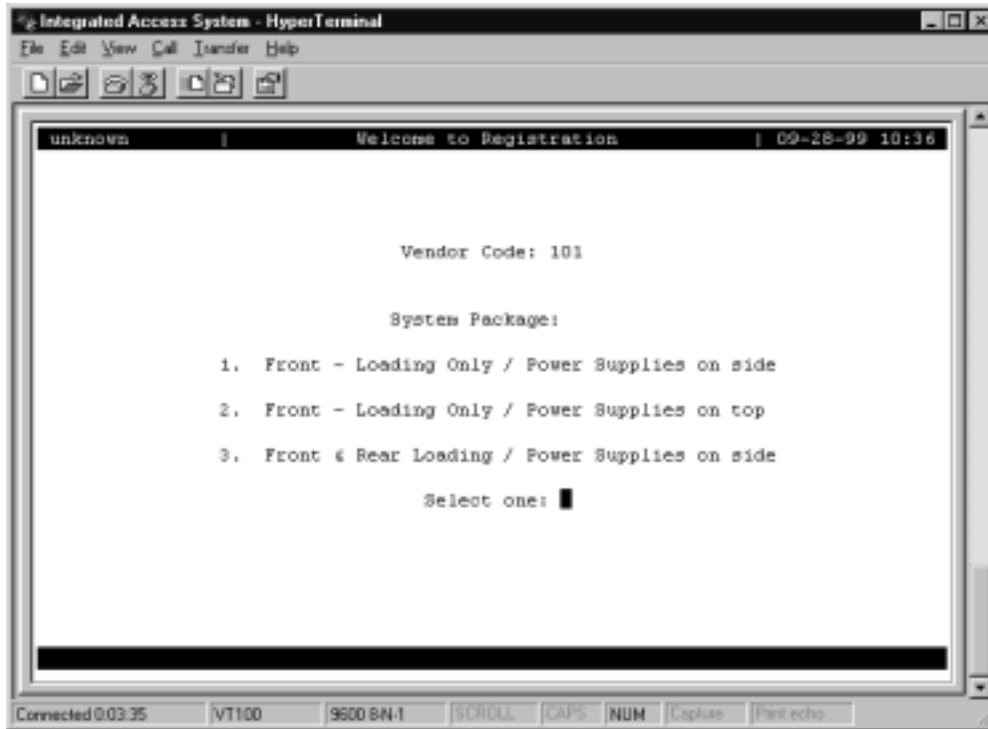 Integrated Access System - HyperTerminal
File Edit View Call Transfer Help
unknown | Welcome to Registration | 09-28-99 10:36
Vendor Code: 101
System Package:
1. Front - Loading Only / Power Supplies on side
2. Front - Loading Only / Power Supplies on top
3. Front & Rear Loading / Power Supplies on side
Select one:
Connected 0:03:35 VT100 9600 8-N-1 SCROLL CAPS NUM Capture Print echo